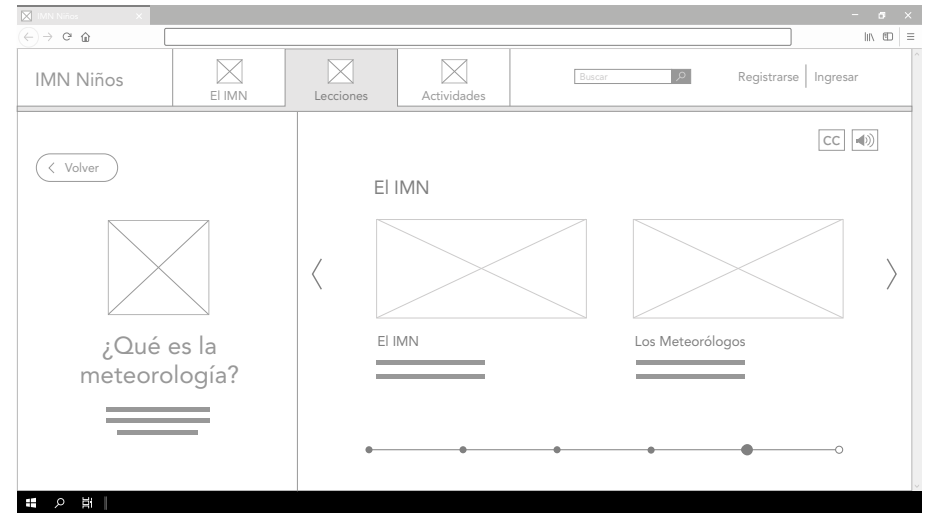 IMN Niños
IMN Niños
El IMN
Lecciones
Actividades
Buscar
Registrarse
Ingresar
CC
Volver
El IMN
¿Qué es la
meteorología?
El IMN
Los Meteorólogos